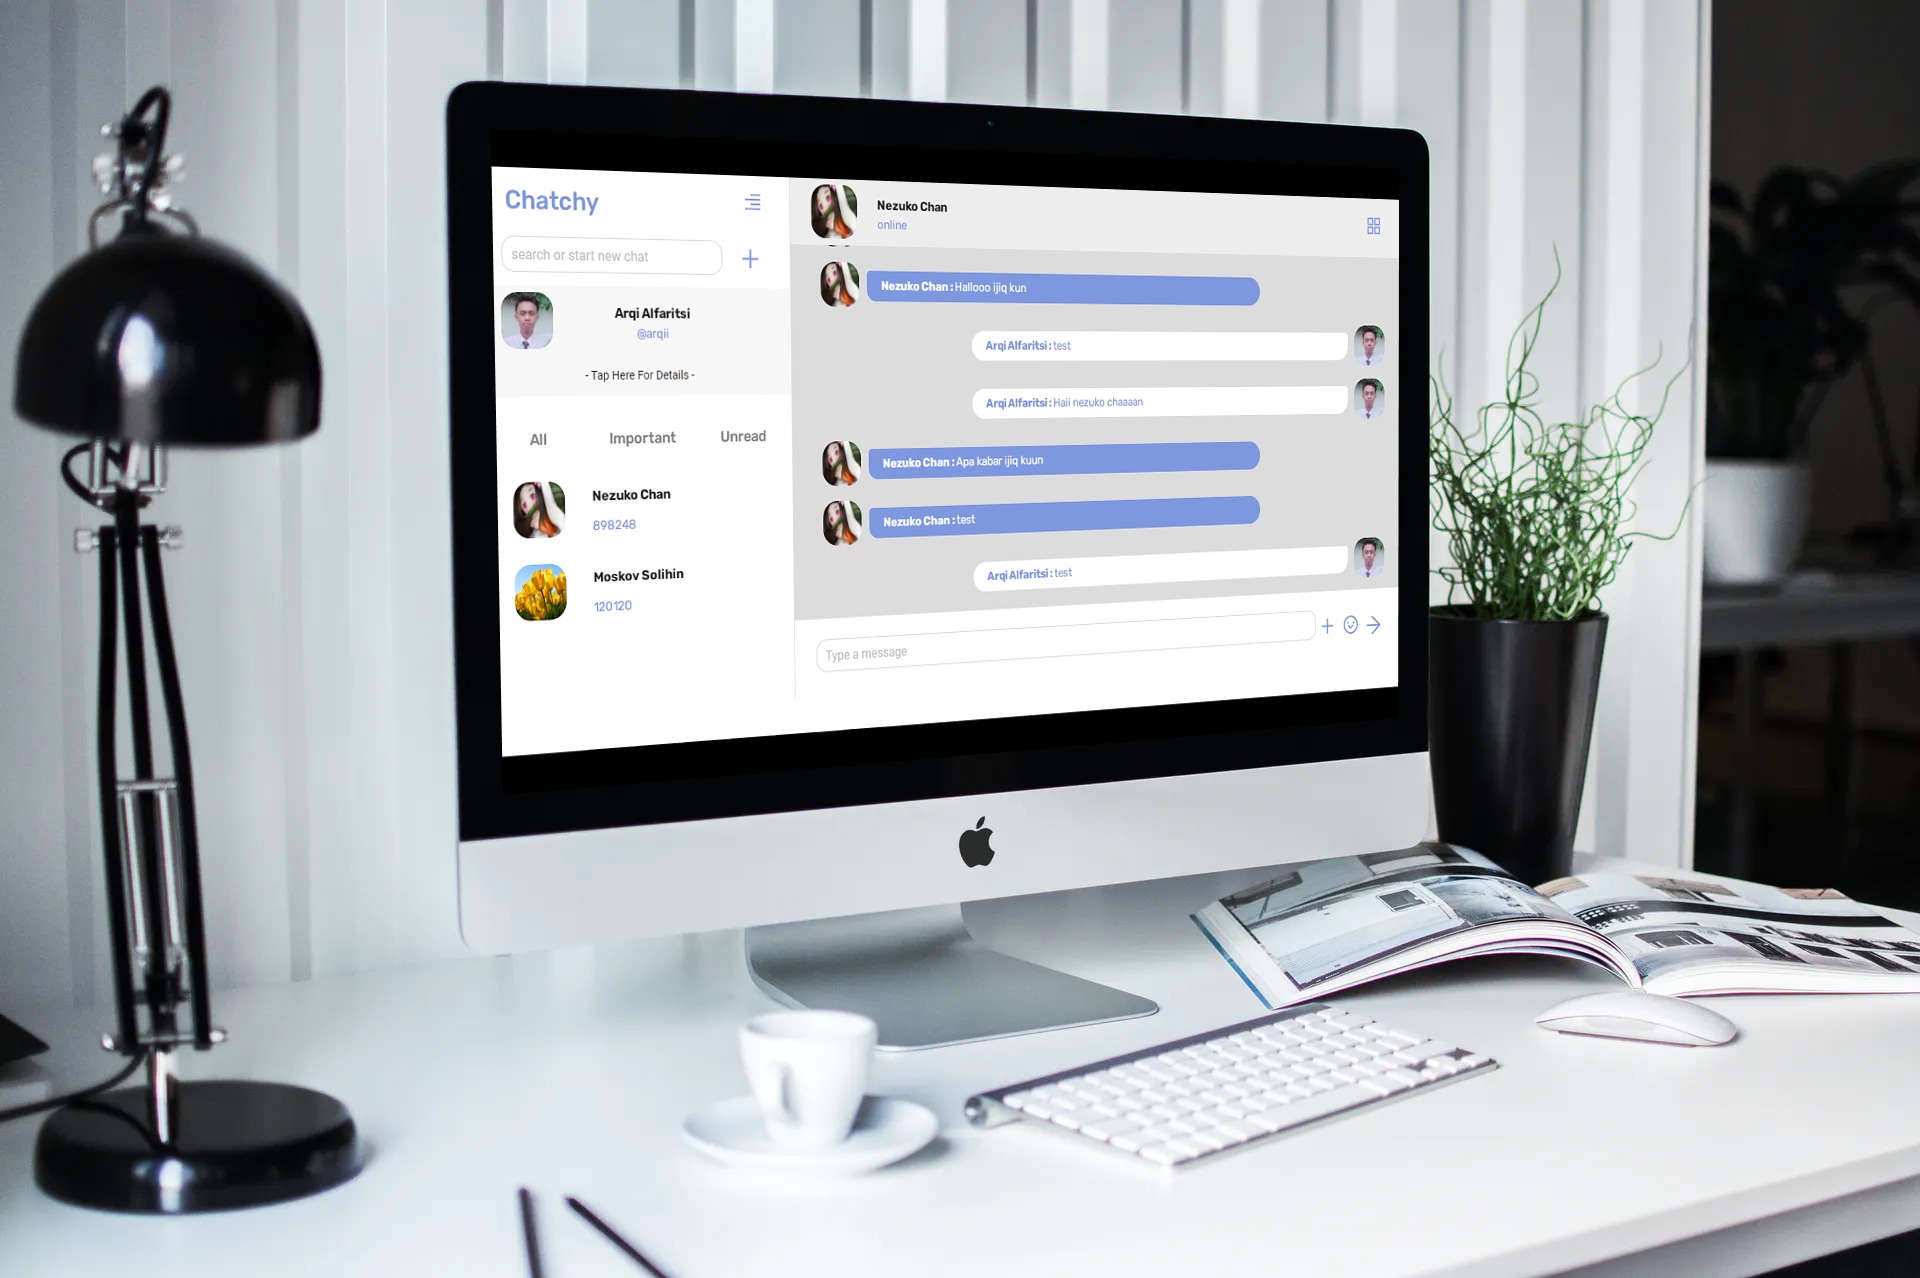 Chatchy
search or start new chat
Arqi Alfaritsi
@arqii
- Tap Here For Details -
All Important Unread
Nezuko Chan
898248
Moskov Solihin
120120
Nezuko Chan
online
Nezuko Chan : Hallooo ijiq kun
Arqi Alfaritsi : test
Arqi Alfaritsi : Haii nezuko chaaaan
Nezuko Chan : Apa kabar ijiq kuun
Nezuko Chan : test
Arqi Alfaritsi : test
Type a message